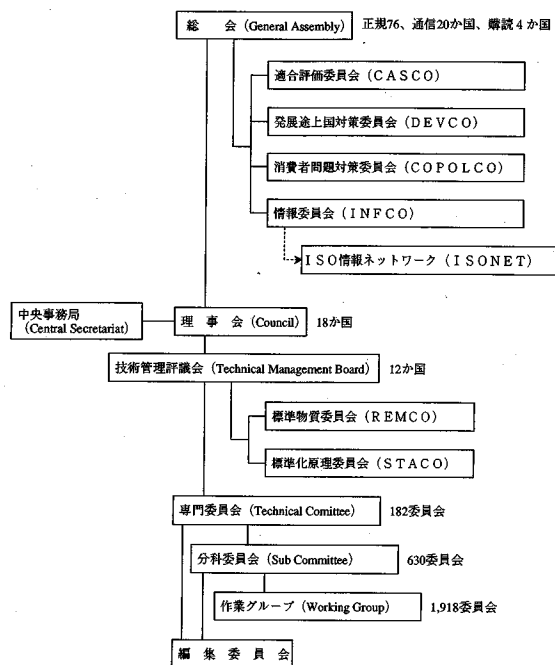 総 会 (General Assembly) 正規76、通信20か国、購読4か国
適合評価委員会 (CASCO)
発展途上国対策委員会 (DEVCO)
消費者問題対策委員会 (COPOLCO)
情報委員会 (INFCO)
ISO情報ネットワーク (ISONET)
中央事務局
(Central Secretariat)
理 事 会 (Council) 18か国
技術管理評議会 (Technical Management Board) 12か国
標準物質委員会 (REMCO)
標準化原理委員会 (STACO)
専門委員会 (Technical Comittee) 182委員会
分科委員会 (Sub Committee) 630委員会
作業グループ (Working Group) 1,918委員会
編 集 委 員 会